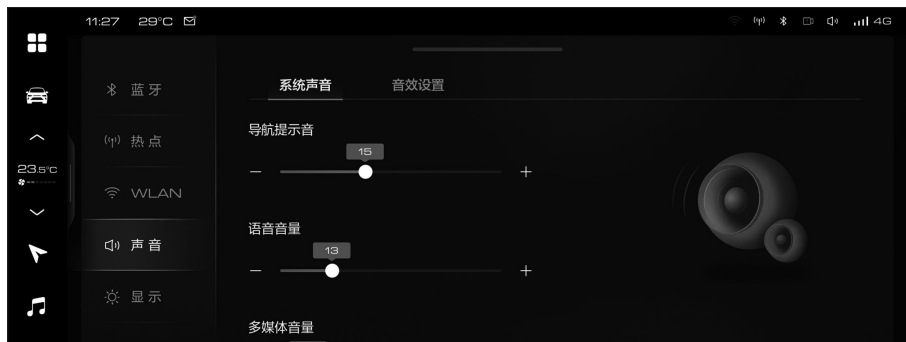 11:27 29°C
4G
系统声音 音效设置
蓝牙
导航提示音
热点
15
23.5°C
WLAN
语音音量
声音
13
显示
多媒体音量